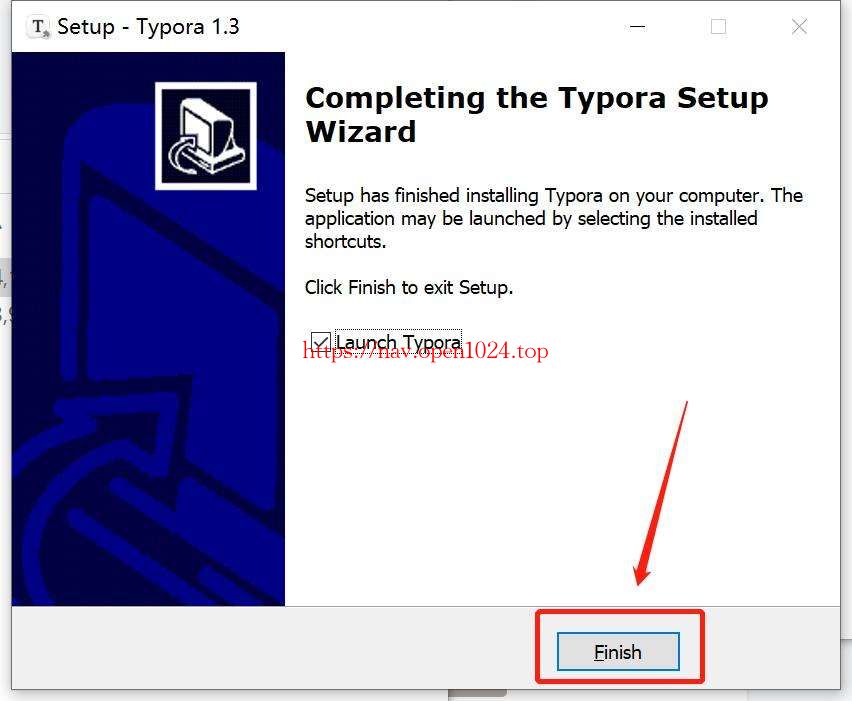 Setup - Typora 1.3
Completing the Typora Setup
Wizard
Setup has finished installing Typora on your computer. The
application may be launched by selecting the installed
shortcuts.
Click Finish to exit Setup.
Launch Typora
https://nav.open1024.top
Finish